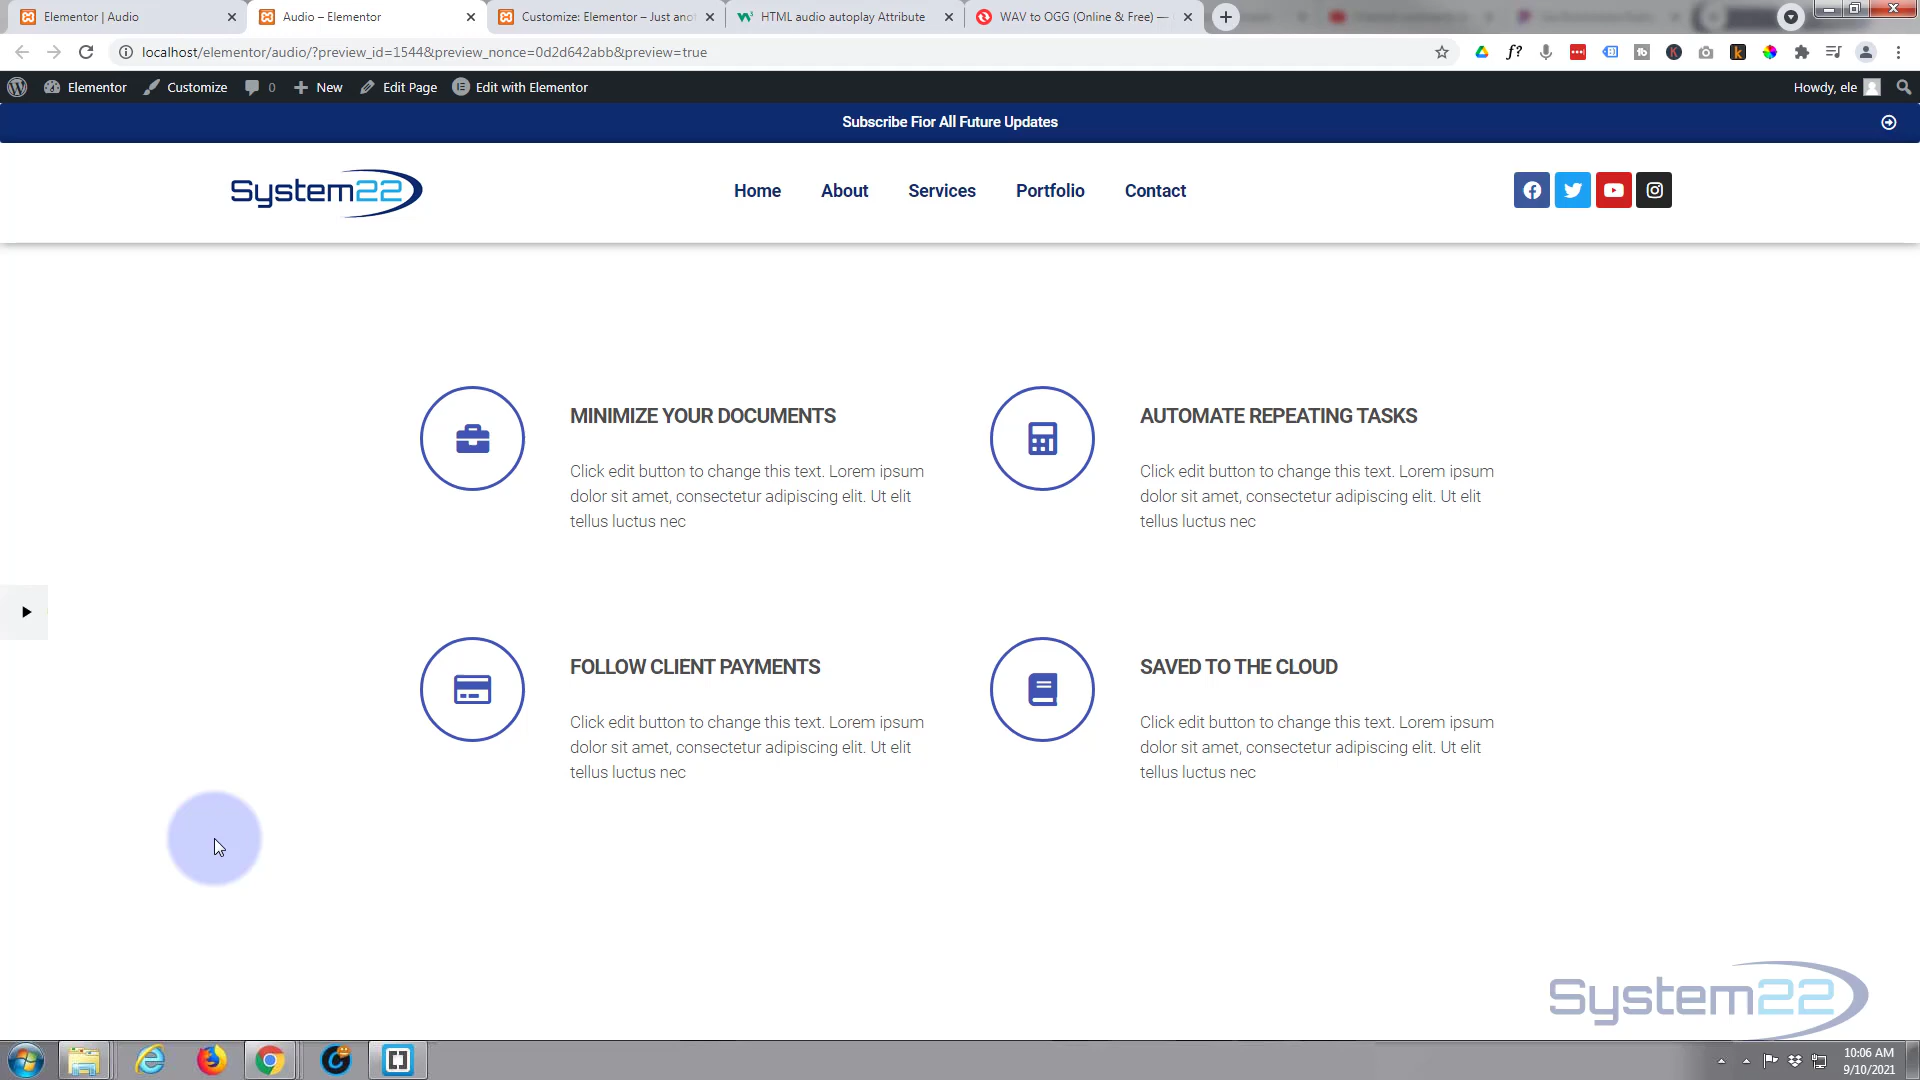 Elementor | Audio
Audio – Elementor
Customize: Elementor – Just ano
HTML audio autoplay Attribute
WAV to OGG (Online & Free) —
localhost/elementor/audio/?preview_id=1544&preview_nonce=0d2d642abb&preview=true
Elementor
Customize
0
New
Edit Page
Edit with Elementor
Howdy, ele
Subscribe Fior All Future Updates
System22
Home
About
Services
Portfolio
Contact
MINIMIZE YOUR DOCUMENTS
Click edit button to change this text. Lorem ipsum
dolor sit amet, consectetur adipiscing elit. Ut elit
tellus luctus nec
AUTOMATE REPEATING TASKS
Click edit button to change this text. Lorem ipsum
dolor sit amet, consectetur adipiscing elit. Ut elit
tellus luctus nec
FOLLOW CLIENT PAYMENTS
Click edit button to change this text. Lorem ipsum
dolor sit amet, consectetur adipiscing elit. Ut elit
tellus luctus nec
SAVED TO THE CLOUD
Click edit button to change this text. Lorem ipsum
dolor sit amet, consectetur adipiscing elit. Ut elit
tellus luctus nec
System22
10:06 AM
9/10/2021